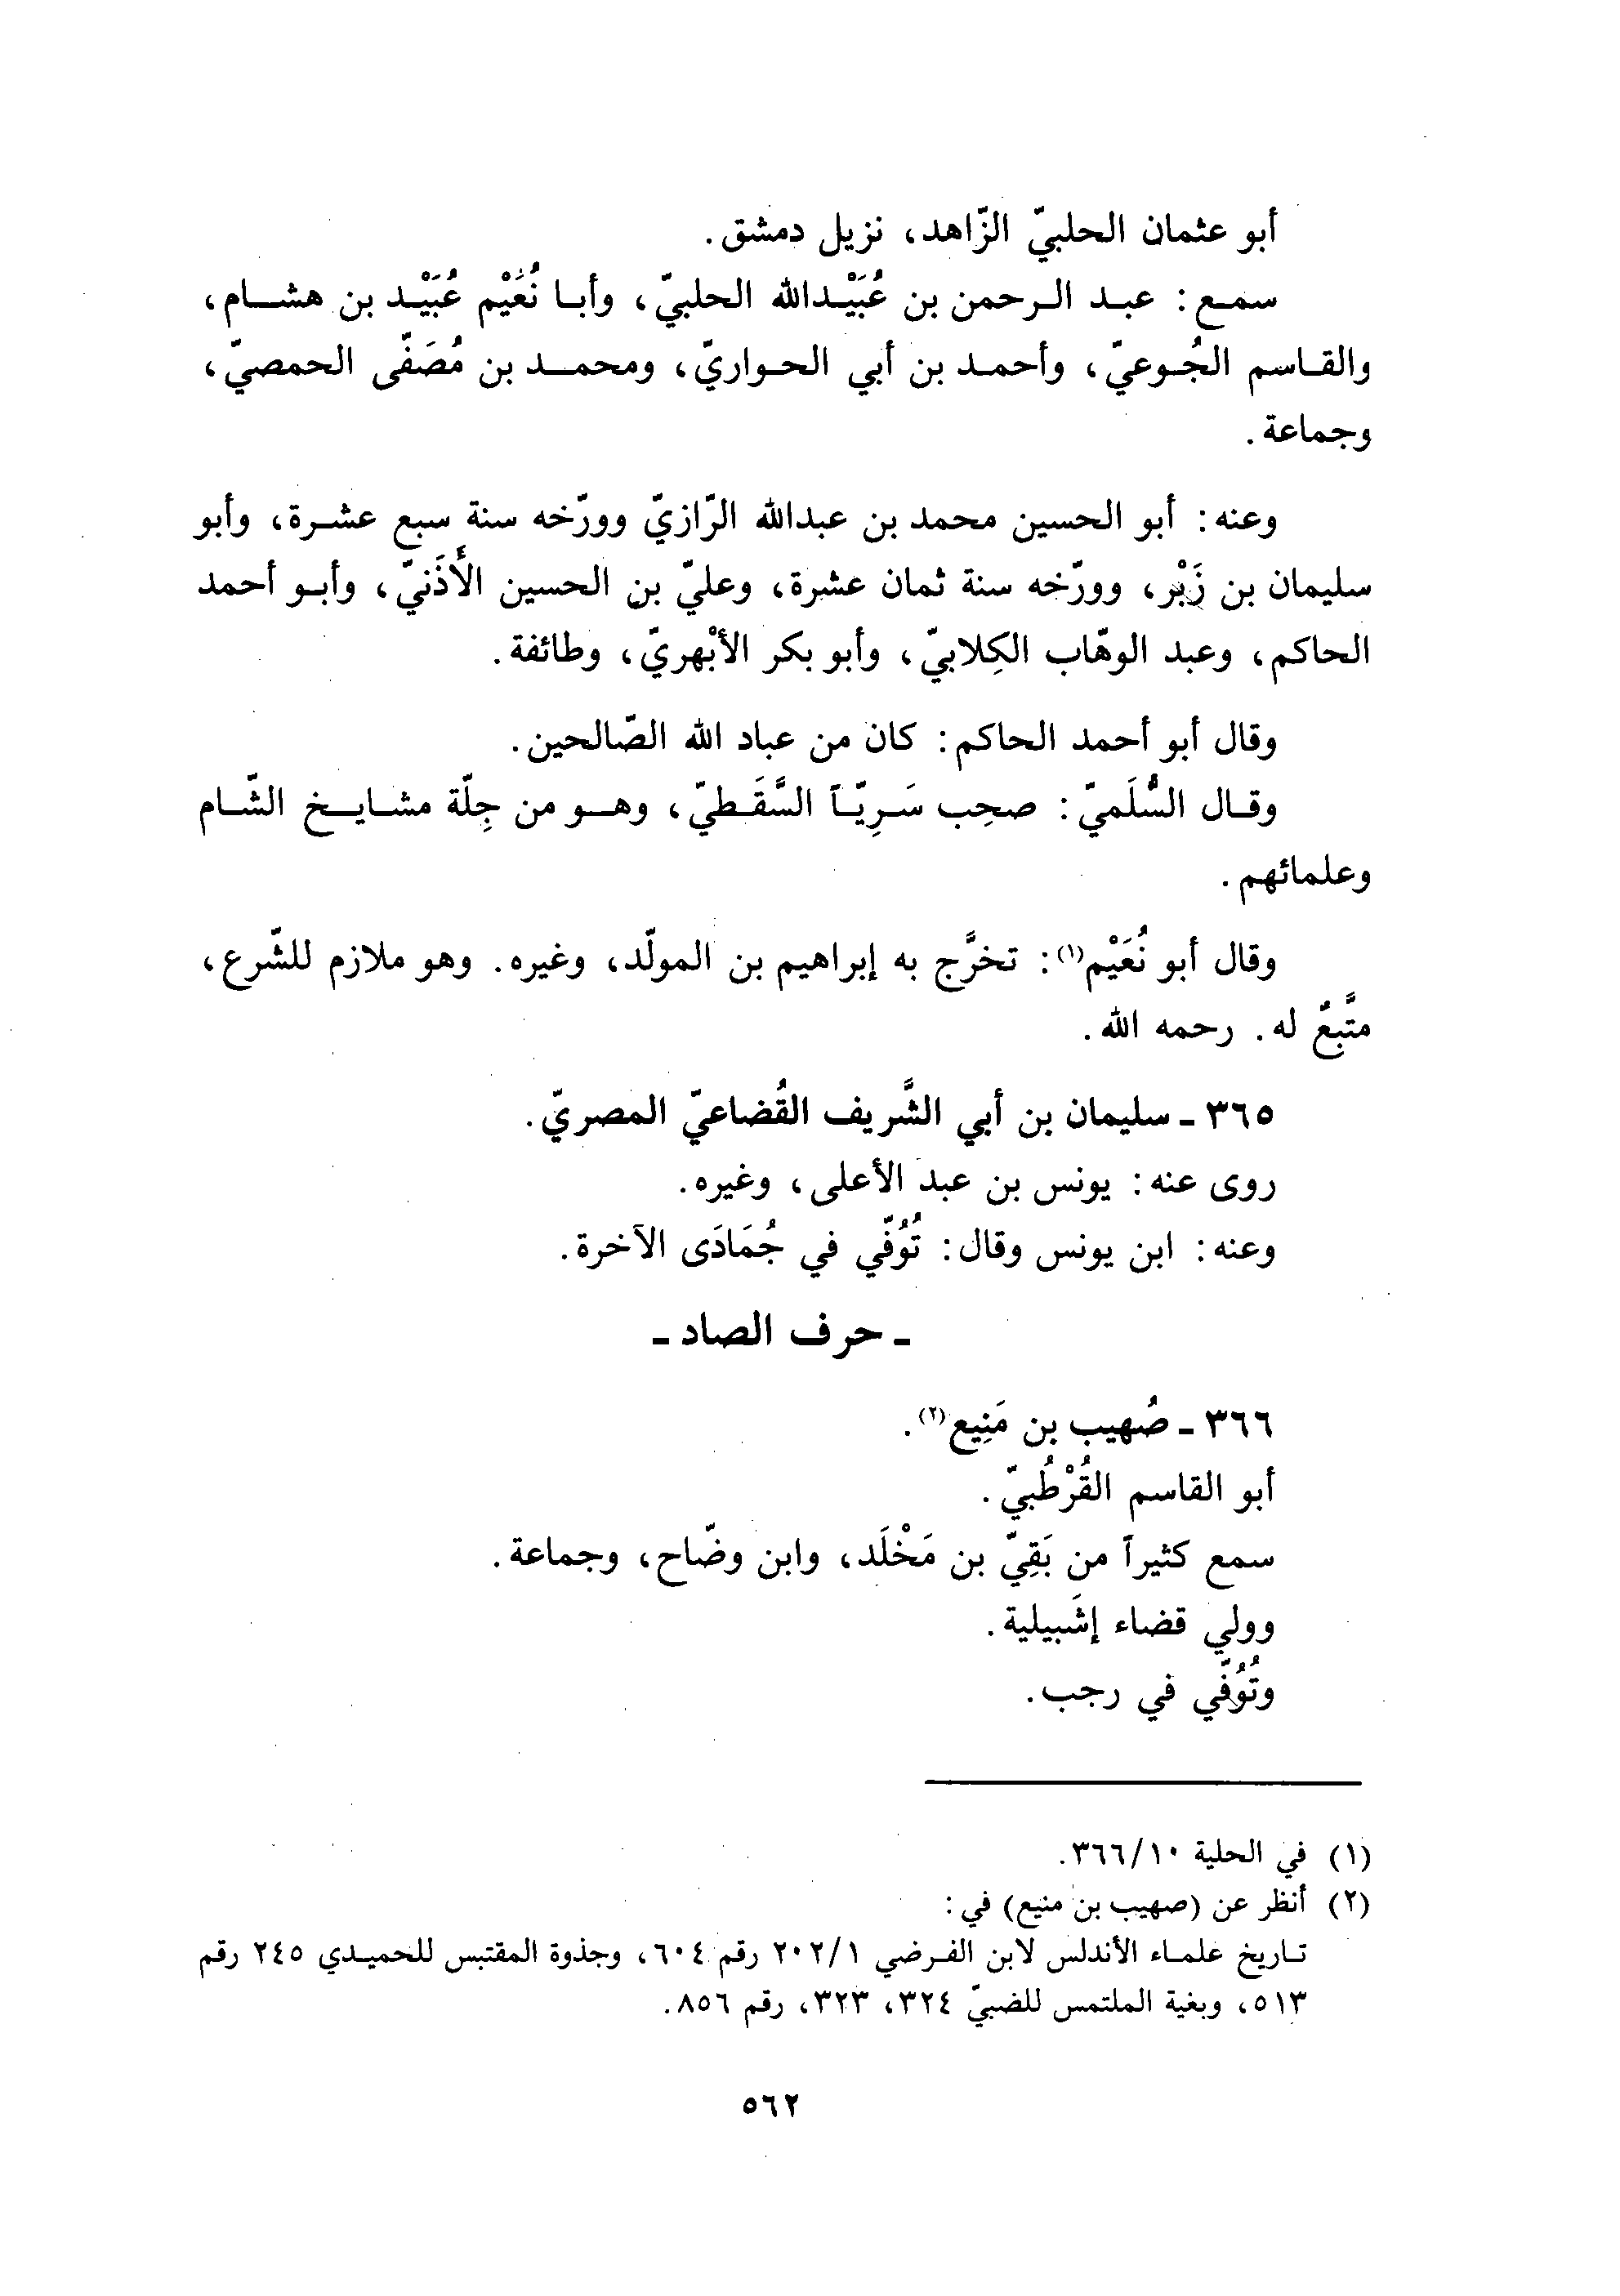 أبو عثمان الحلبيّ الزّاهد، نزيل دمشق.
سمع: عبد الرحمن بن عُبَيْدالله الحلبيّ، وأبا نُعَيْم عُبَيْد بن هشام،
والقاسم الجُوعيّ، وأحمد بن أبي الحواريّ، ومحمد بن مُصَفّى الحمصيّ،
وجماعة.
وعنه: أبو الحسين محمد بن عبدالله الرّازيّ وورّخه سنة سبع عشرة، وأبو
سليمان بن زَبْر، وورّخه سنة ثمان عشرة، وعليّ بن الحسين الأَذَنيّ، وأبو أحمد
الحاكم، وعبد الوهّاب الكِلابيّ، وأبو بكر الأبْهريّ، وطائفة.
وقال أبو أحمد الحاكم: كان من عباد الله الصّالحين.
وقال السُّلَميّ: صحِب سَرِيّاً السَّقَطيّ، وهو من جِلّة مشايخ الشّام
وعلمائهم.
وقال أبو نُعَيْم(١): تخرَّج به إبراهيم بن المولّد، وغيره. وهو ملازم للشّرع،
متَّبعٌ له. رحمه الله.
٣٦٥ ـ سليمان بن أبي الشَّريف القُضاعيّ المصريّ.
روى عنه: يونس بن عبد الأعلى، وغيره.
وعنه: ابن يونس وقال: تُوُفّي في جُمَادَى الآخرة.
ـ حرف الصاد ـ
٣٦٦ ـ صُهيب بن مَنِيع(٢).
أبو القاسم القُرْطُبيّ.
سمع كثيراً من بَقِيّ بن مَخْلَد، وابن وضّاح، وجماعة.
وولي قضاء إشَبيلية.
وتُوُفّي في رجب.
(١) في الحلية ٣٦٦/١٠.
(٢) أنظر عن (صهيب بن منيع) في:
تاريخ علماء الأندلس لابن الفرضي ٢٠٢/١ رقم ٦٠٤، وجذوة المقتبس للحميدي ٢٤٥ رقم
٥١٣، وبغية الملتمس للضبيّ ٣٢٤، ٣٢٣، رقم ٨٥٦.
٥٦٢